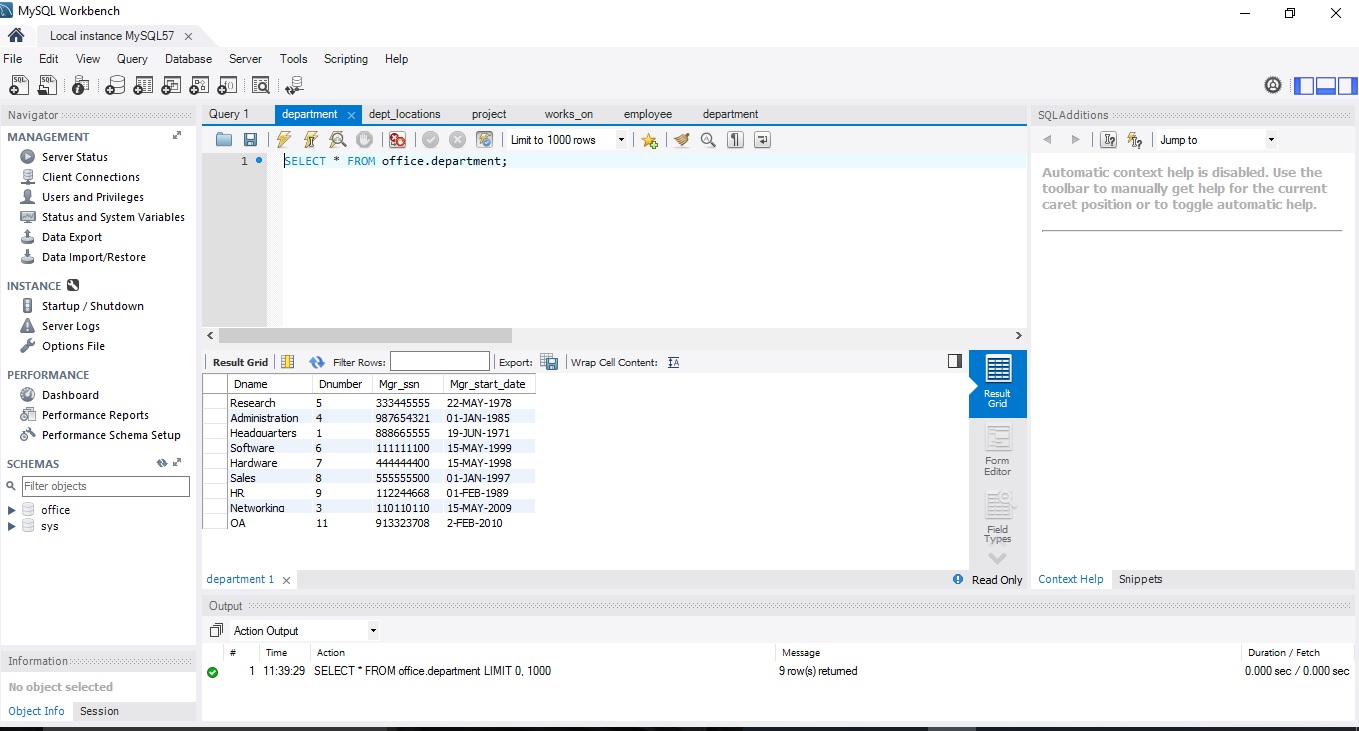 MySQL Workbench
Local instance MySQL57
File Edit View Query Database Server Tools Scripting Help
Navigator
MANAGEMENT
Server Status
Client Connections
Users and Privileges
Status and System Variables
Data Export
Data Import/Restore
INSTANCE
Startup / Shutdown
Server Logs
Options File
PERFORMANCE
Dashboard
Performance Reports
Performance Schema Setup
SCHEMAS
Filter objects
office
sys
Information
No object selected
Object Info Session
Query 1 department dept_locations project works_on employee department
Limit to 1000 rows
1 SELECT * FROM office.department;
Result Grid Filter Rows: Export: Wrap Cell Content:
Dname Dnumber Mgr_ssn Mgr_start_date
Research 5 333445555 22-MAY-1978
Administration 4 987654321 01-JAN-1985
Headquarters 1 888665555 19-JUN-1971
Software 6 111111100 15-MAY-1999
Hardware 7 444444400 15-MAY-1998
Sales 8 555555500 01-JAN-1997
HR 9 112244668 01-FEB-1989
Networking 3 110110110 15-MAY-2009
OA 11 913323708 2-FEB-2010
Result
Grid
Form
Editor
Field
Types
department 1
Read Only
SQLAdditions
Jump to
Automatic context help is disabled. Use the
toolbar to manually get help for the current
caret position or to toggle automatic help.
Context Help Snippets
Output
Action Output
# Time Action Message Duration / Fetch
1 11:39:29 SELECT * FROM office.department LIMIT 0, 1000 9 row(s) returned 0.000 sec / 0.000 sec